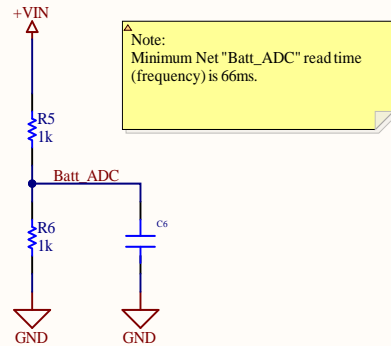 +VIN
Note:
Minimum Net "Batt_ADC" read time
(frequency) is 66ms.
R5
1k
Batt_ADC
R6
1k
C6
GND
GND